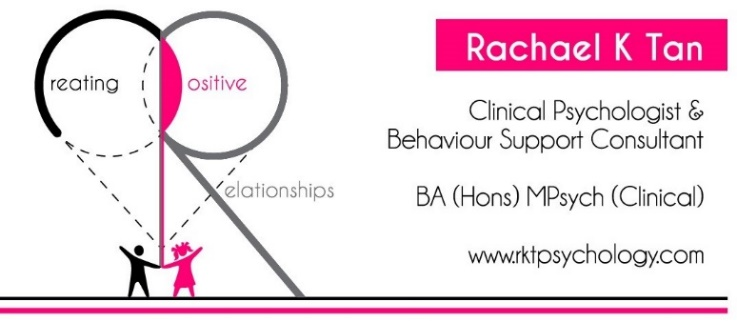 reating
ositive
elationships
Rachael K Tan
Clinical Psychologist &
Behaviour Support Consultant
BA (Hons) MPsych (Clinical)
www.rktpsychology.com